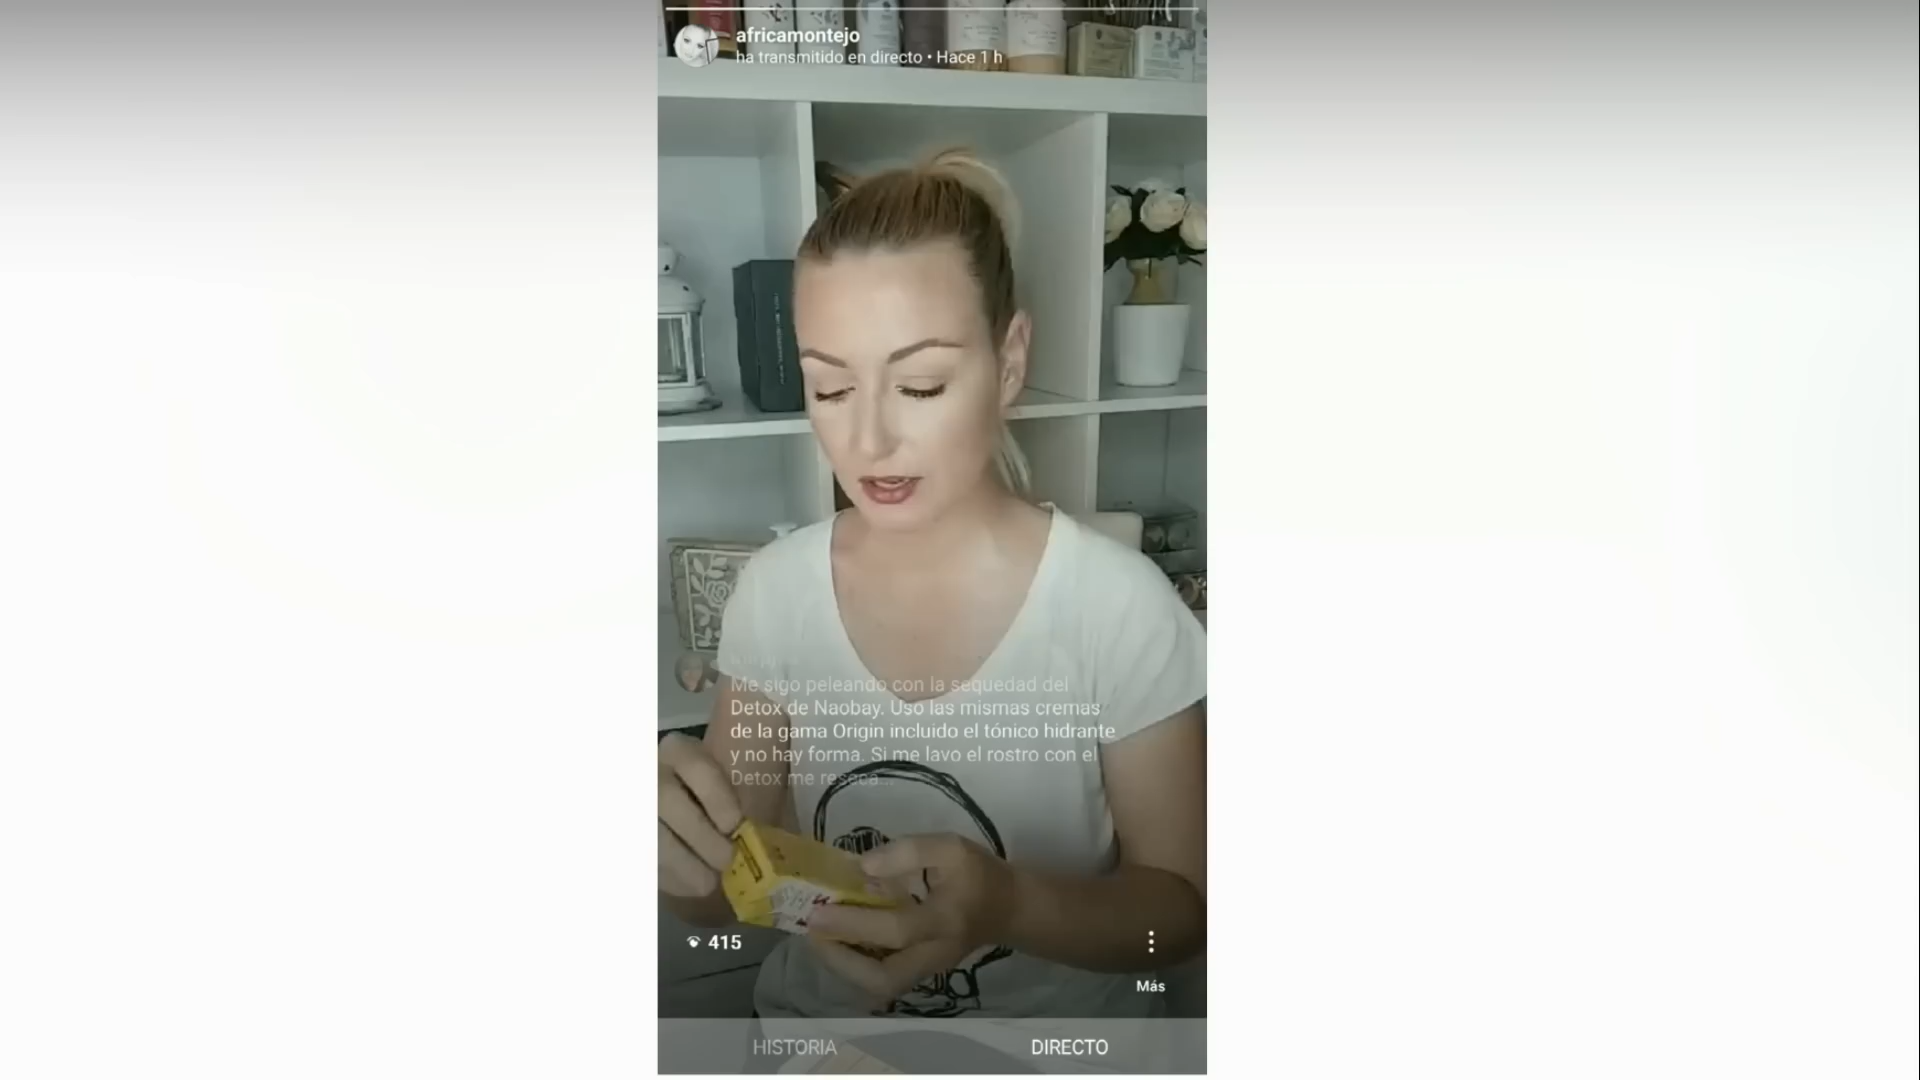 africamontejo
ha transmitido en directo • Hace 1 h
Me sigo peleando con la sequedad del
Detox de Naobay. Uso las mismas cremas
de la gama Origin incluido el tónico hidrante
y no hay forma. Si me lavo el rostro con el
Detox me reseca...
415
Más
HISTORIA
DIRECTO